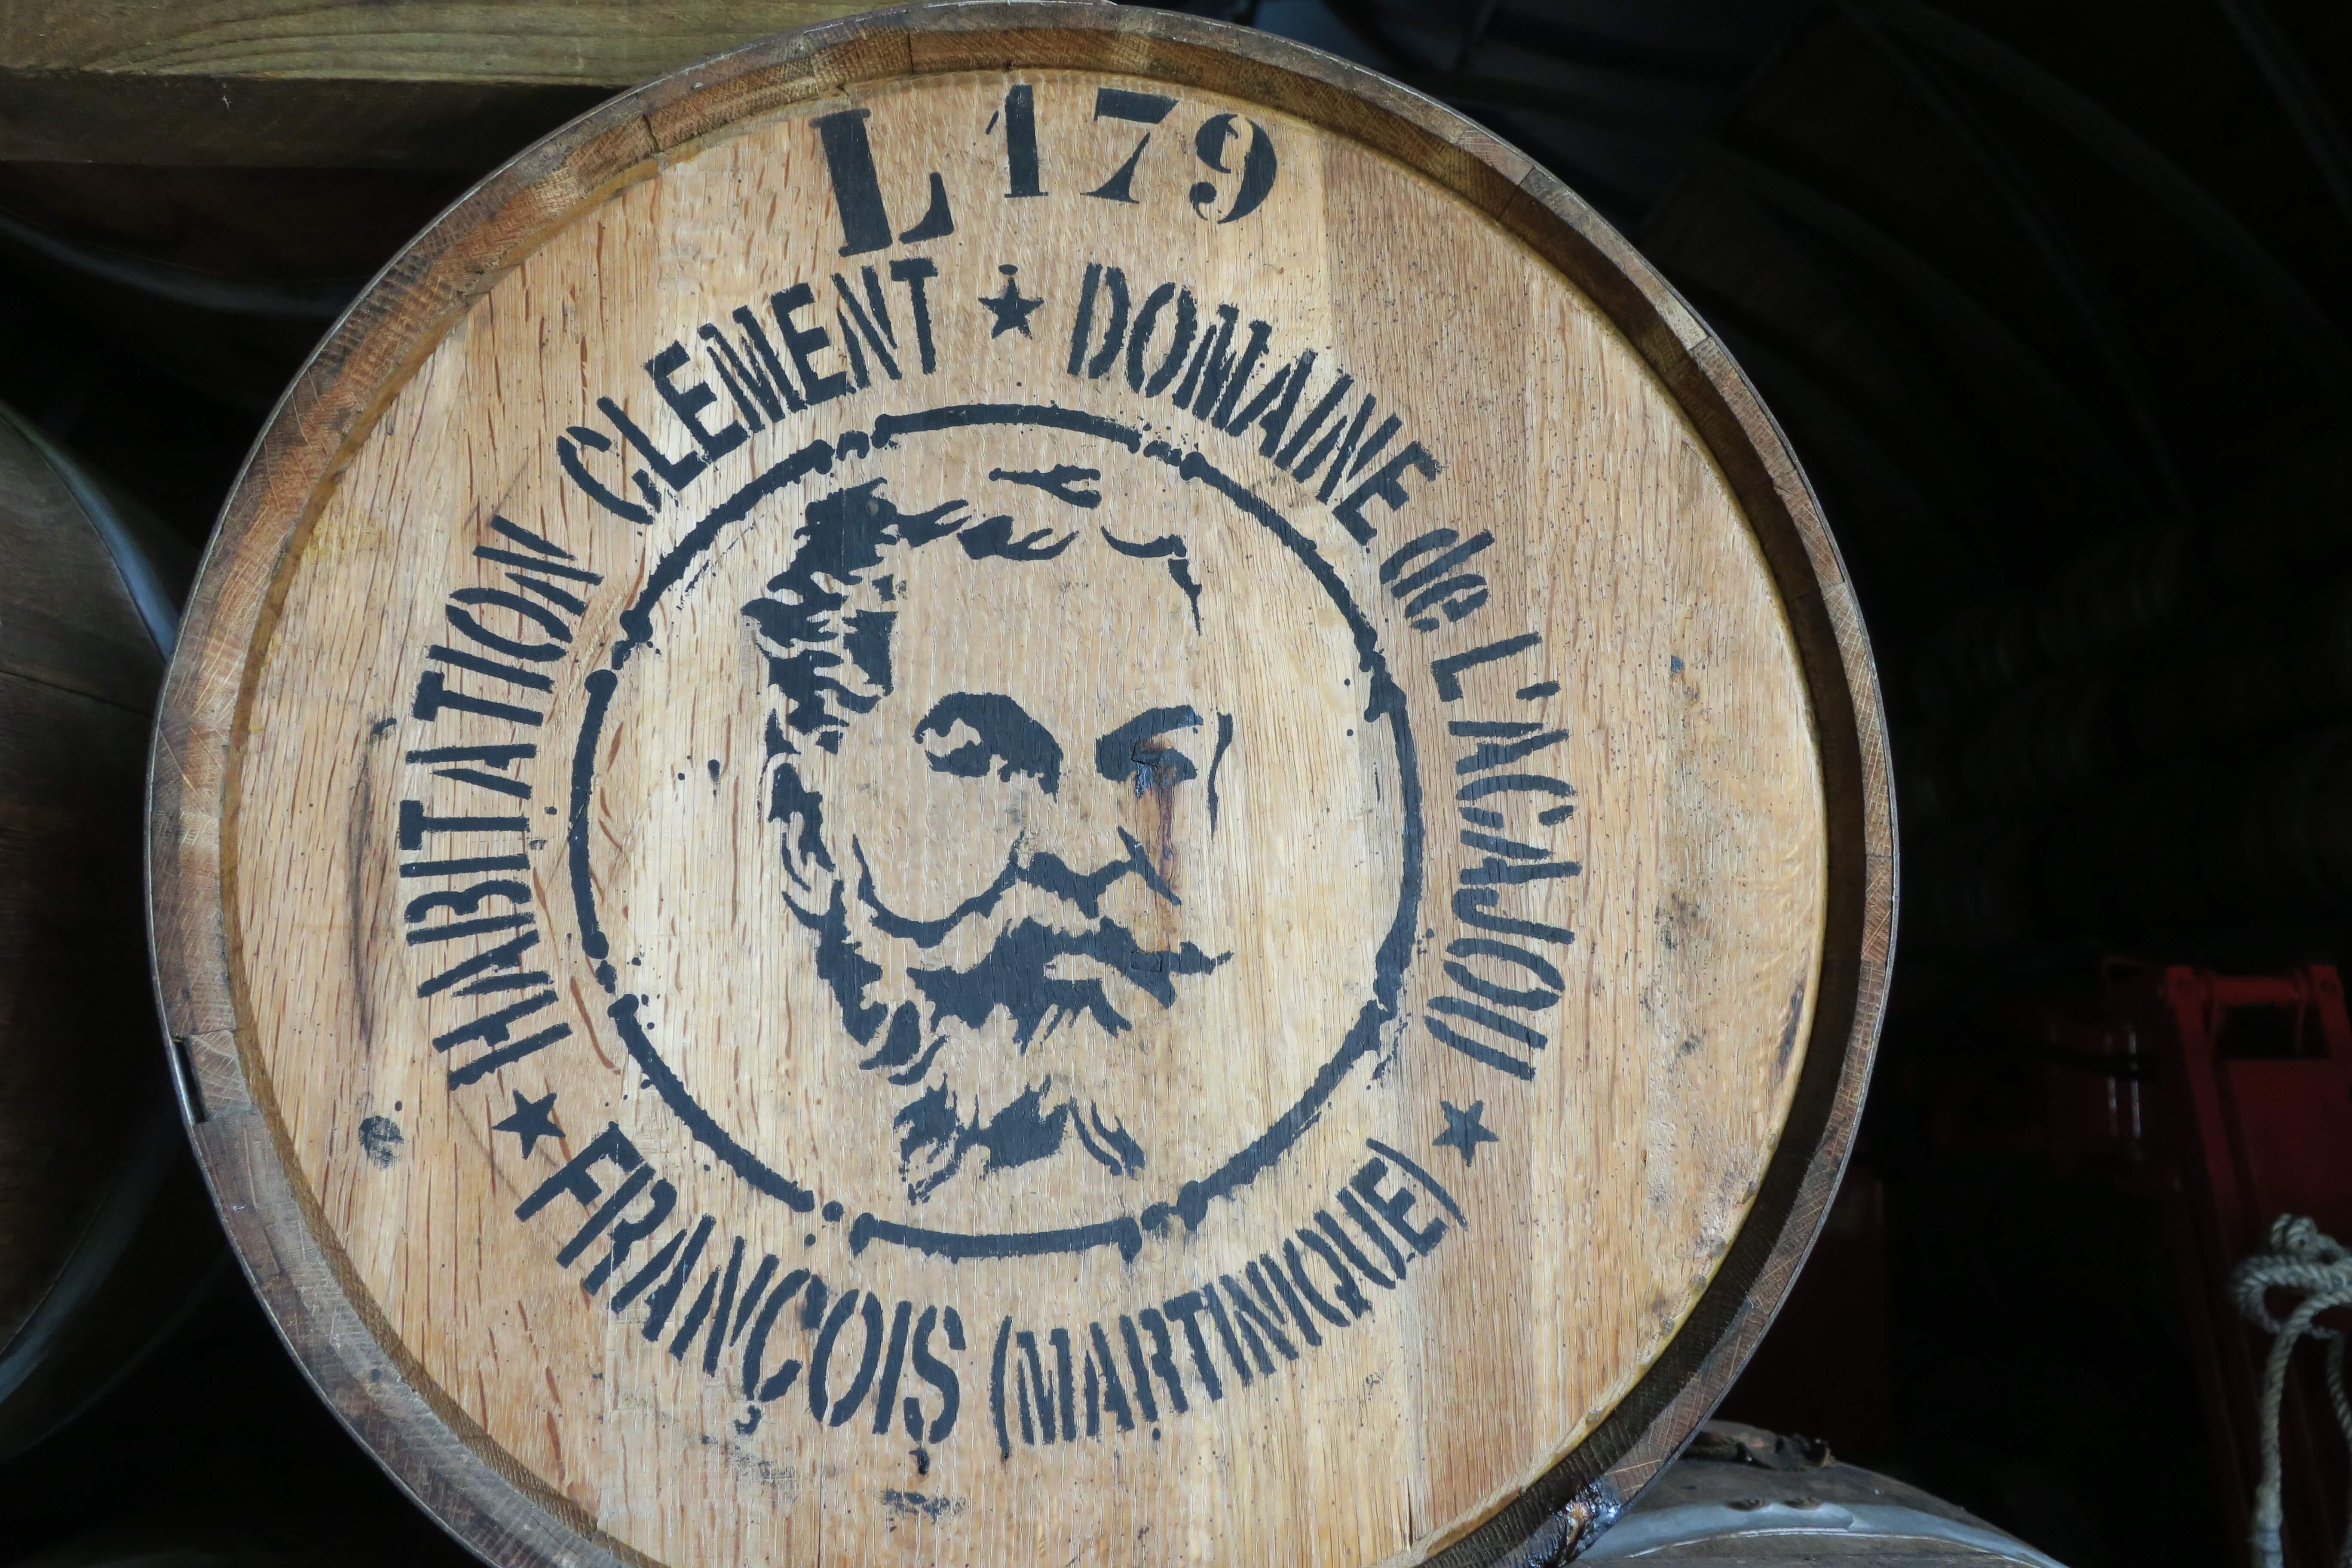 L179
HABITATION CLEMENT ★ DOMAINE de L'ACAJOU ★
FRANÇOIS (MARTINIQUE) ★